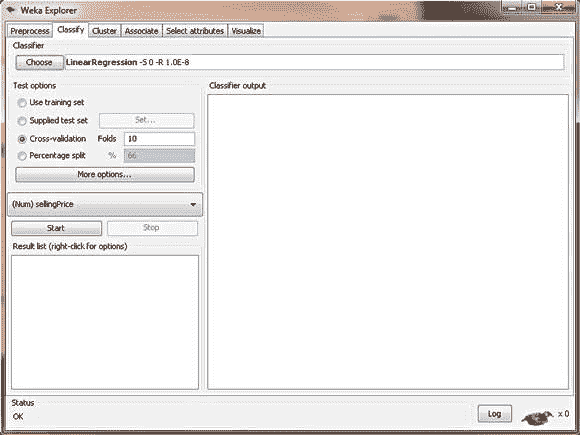 Weka Explorer
Preprocess Classify Cluster Associate Select attributes Visualize
Classifier
Choose LinearRegression -S 0 -R 1.0E-8
Test options
Use training set
Supplied test set Set...
Cross-validation Folds 10
Percentage split % 66
More options...
(Num) sellingPrice
Start Stop
Result list (right-click for options)
Classifier output
Status
OK
Log x 0